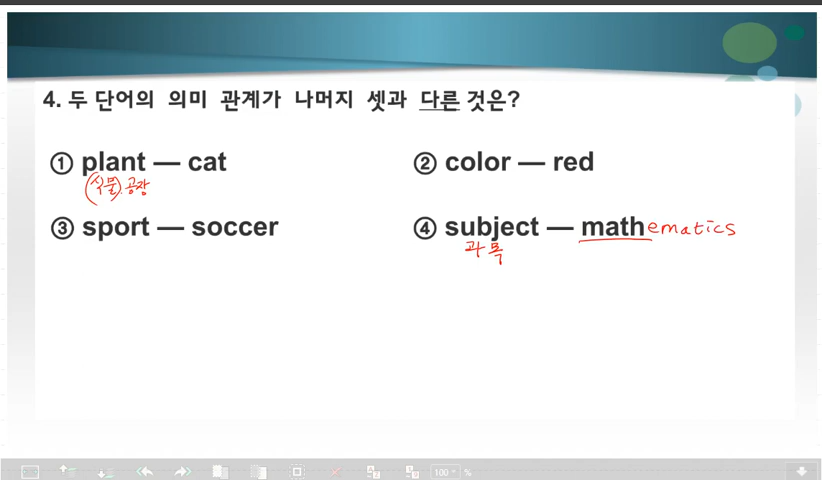 4. 두 단어의 의미 관계가 나머지 셋과 다른 것은?
① plant — cat ② color — red
(식물). 공장
③ sport — soccer ④ subject — mathematics
과목
100 %